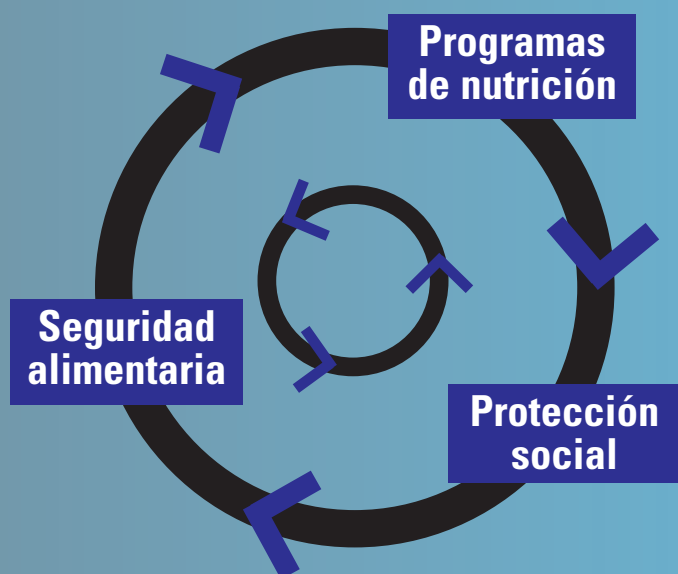 Programas
de nutrición
Seguridad
alimentaria
Protección
social